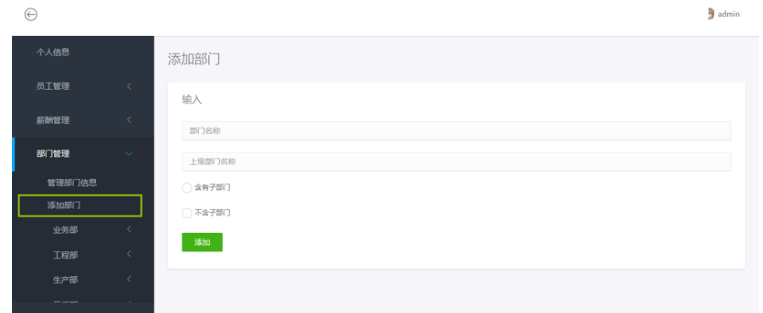 admin
个人信息
员工管理
薪酬管理
部门管理
管理部门信息
添加部门
业务部
工程部
生产部
添加部门
输入
部门名称
上级部门名称
含有子部门
不含子部门
添加